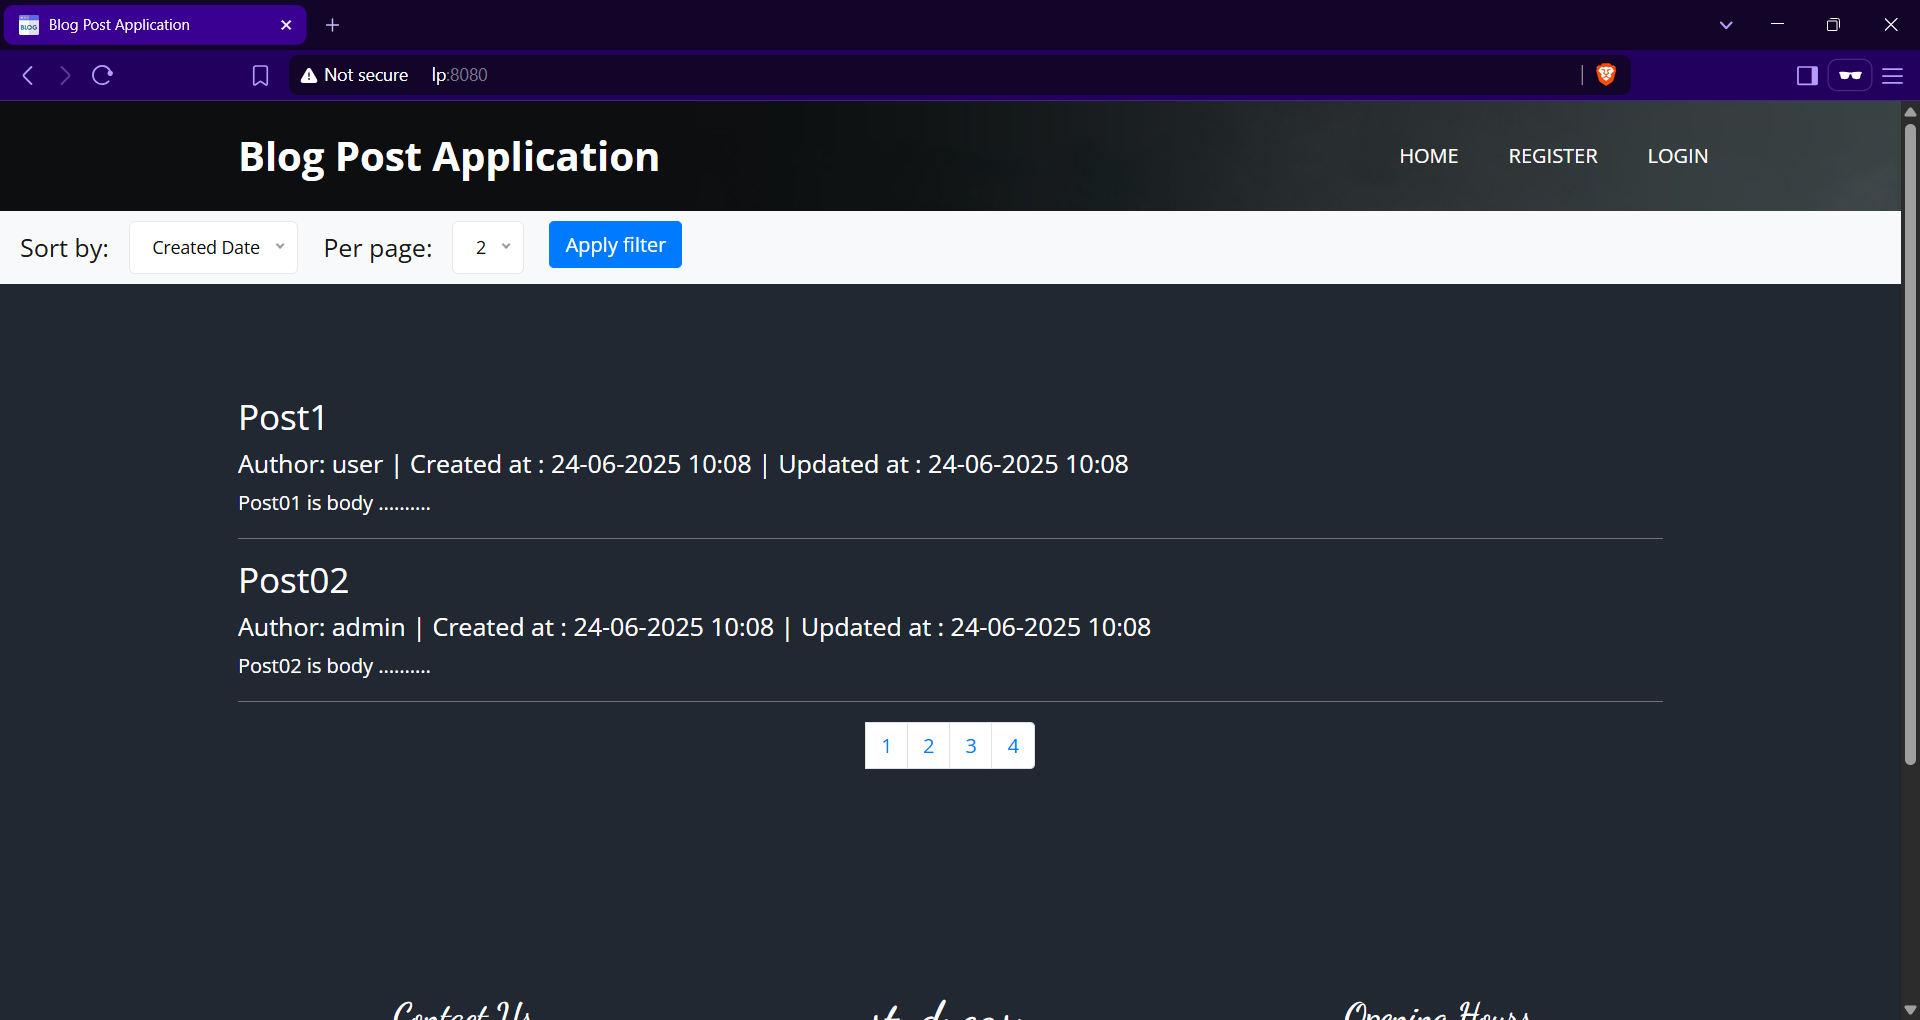 Blog Post Application
Not secure lp:8080
Blog Post Application
HOME REGISTER LOGIN
Sort by: Created Date Per page: 2 Apply filter
Post1
Author: user | Created at : 24-06-2025 10:08 | Updated at : 24-06-2025 10:08
Post01 is body ..........
Post02
Author: admin | Created at : 24-06-2025 10:08 | Updated at : 24-06-2025 10:08
Post02 is body ..........
1 2 3 4
Contact Us Opening Hours